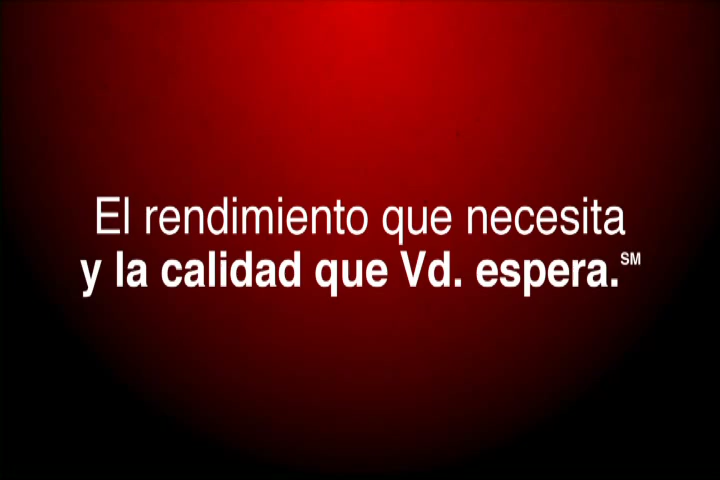 El rendimiento que necesita
y la calidad que Vd. espera.℠